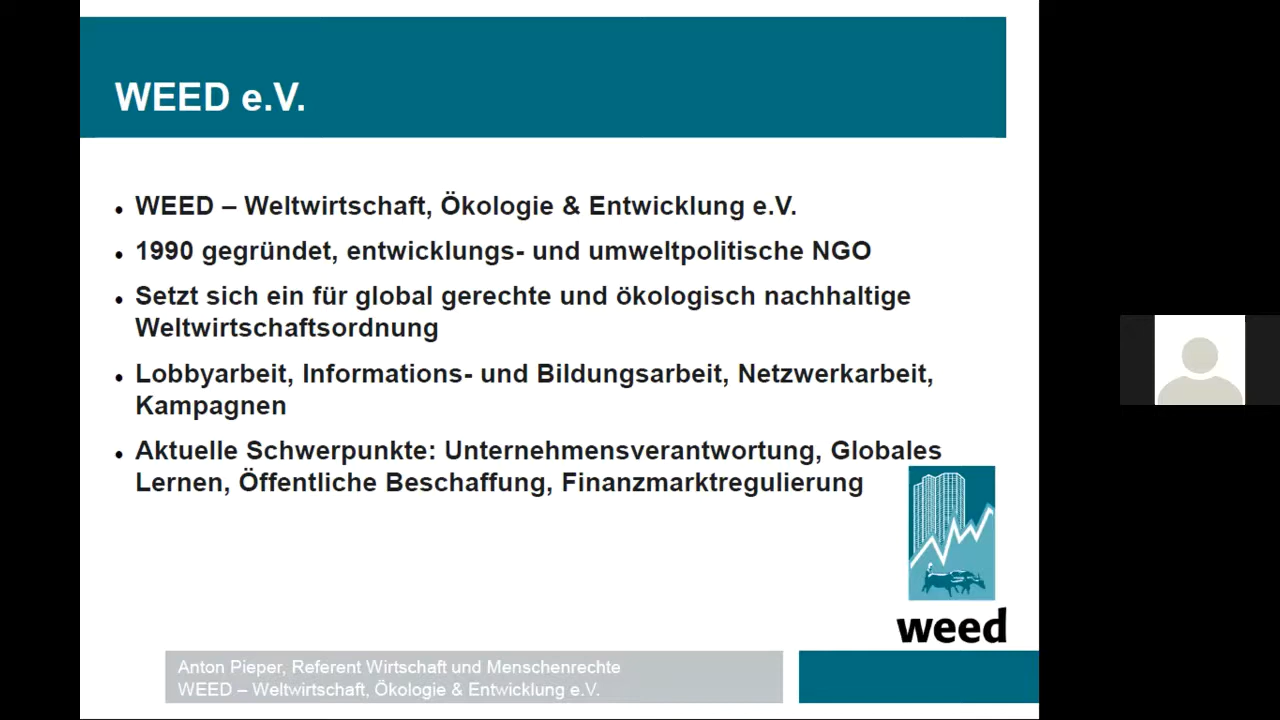 WEED e.V.
• WEED – Weltwirtschaft, Ökologie & Entwicklung e.V.
• 1990 gegründet, entwicklungs- und umweltpolitische NGO
• Setzt sich ein für global gerechte und ökologisch nachhaltige
Weltwirtschaftsordnung
• Lobbyarbeit, Informations- und Bildungsarbeit, Netzwerkarbeit,
Kampagnen
• Aktuelle Schwerpunkte: Unternehmensverantwortung, Globales
Lernen, Öffentliche Beschaffung, Finanzmarktregulierung
weed
Anton Pieper, Referent Wirtschaft und Menschenrechte
WEED – Weltwirtschaft, Ökologie & Entwicklung e.V.